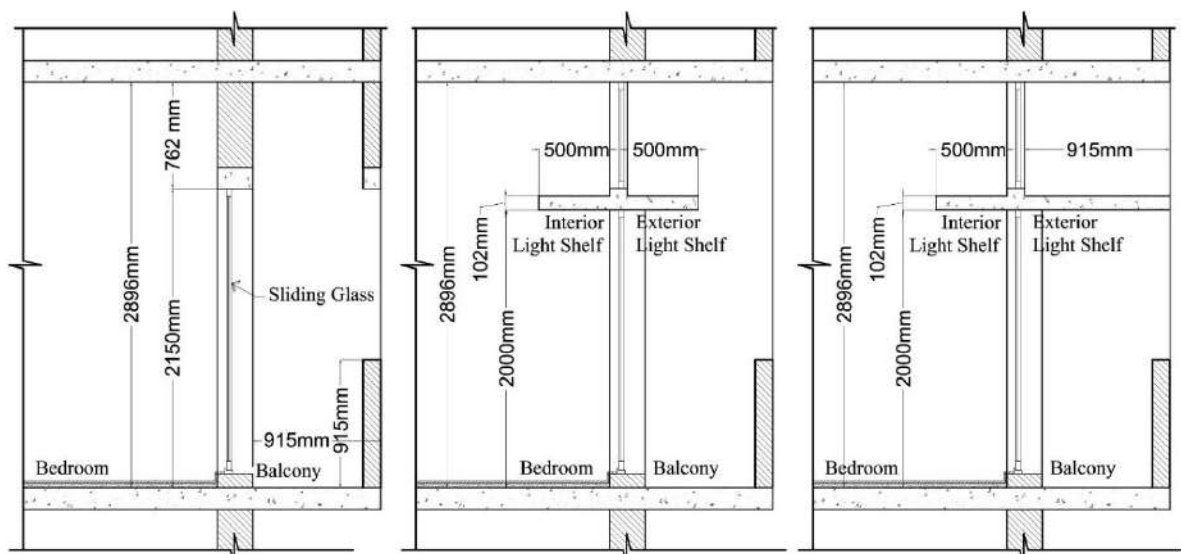 762 mm
2896mm
2150mm
Sliding Glass
915mm
915mm
Bedroom
Balcony
500mm
500mm
102mm
Interior
Light Shelf
Exterior
Light Shelf
2896mm
2000mm
Bedroom
Balcony
500mm
915mm
102mm
Interior
Light Shelf
Exterior
Light Shelf
2896mm
2000mm
Bedroom
Balcony